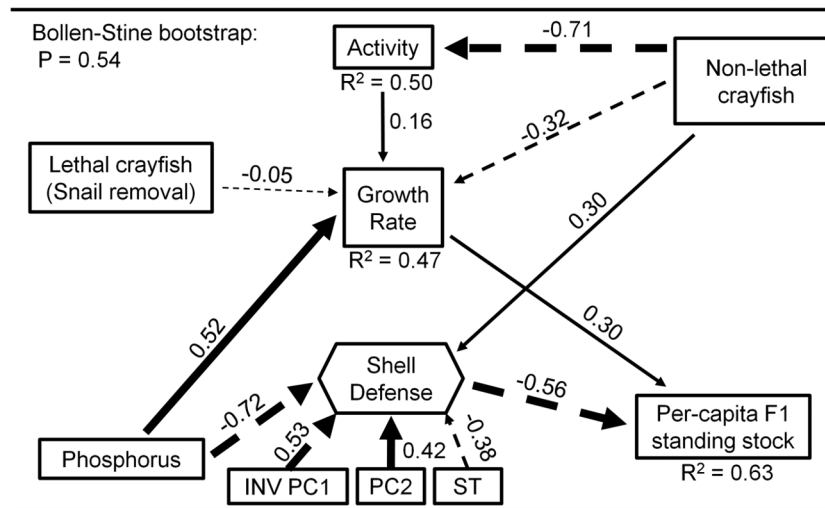 Bollen-Stine bootstrap:
P = 0.54
Activity
R² = 0.50
-0.71
Non-lethal
crayfish
0.16
-0.32
Lethal crayfish
(Snail removal)
-0.05
Growth
Rate
R² = 0.47
0.30
0.52
0.30
Shell
Defense
-0.72
-0.56
0.53
0.42
-0.38
Per-capita F1
standing stock
R² = 0.63
Phosphorus
INV PC1
PC2
ST